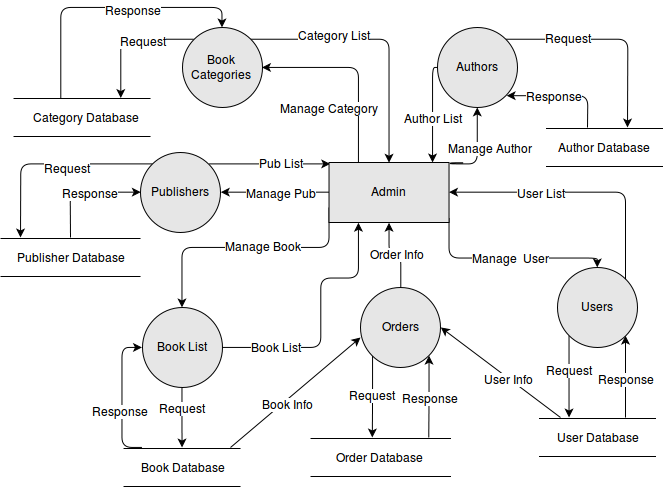 Response
Request
Category List
Request
Book
Categories
Authors
Response
Manage Category
Category Database
Author List
Manage Author
Author Database
Pub List
Request
Response
Publishers
Manage Pub
Admin
User List
Publisher Database
Manage Book
Order Info
Manage  User
Book List
Book List
Orders
Users
Request
Response
User Info
Request
Response
Book Info
Request
Response
Book Database
Order Database
User Database